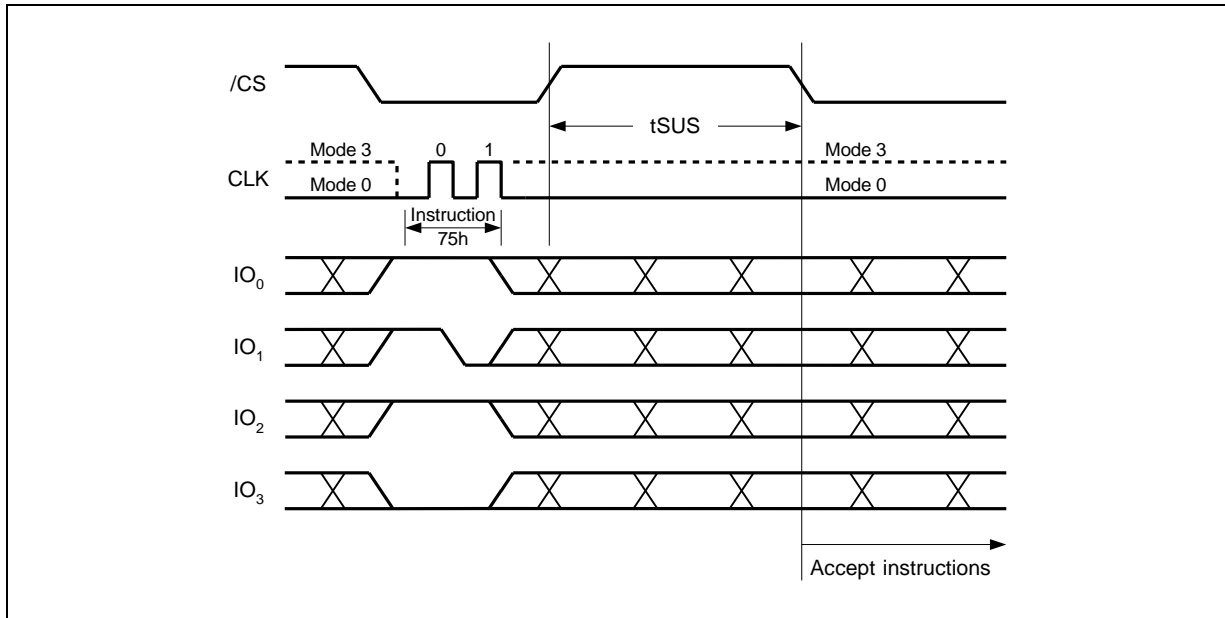 /CS
tSUS
Mode 3 0 1 Mode 3
CLK
Mode 0 Mode 0
Instruction
75h
IO0
IO1
IO2
IO3
Accept instructions